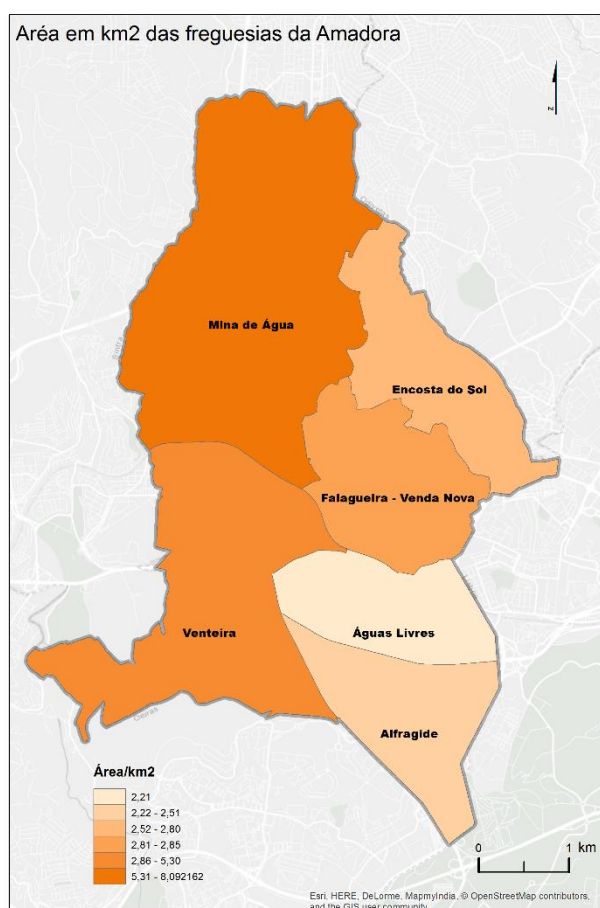 Aréa em km2 das freguesias da Amadora
N
Mina de Água
Encosta do Sol
Falagueira - Venda Nova
Venteira
Águas Livres
Alfragide
Sintra
Oeiras
Área/km2
2,21
2,22 - 2,51
2,52 - 2,80
2,81 - 2,85
2,86 - 5,30
5,31 - 8,092162
0 1 km
Esri, HERE, DeLorme, MapmyIndia, © OpenStreetMap contributors,
and the GIS user community